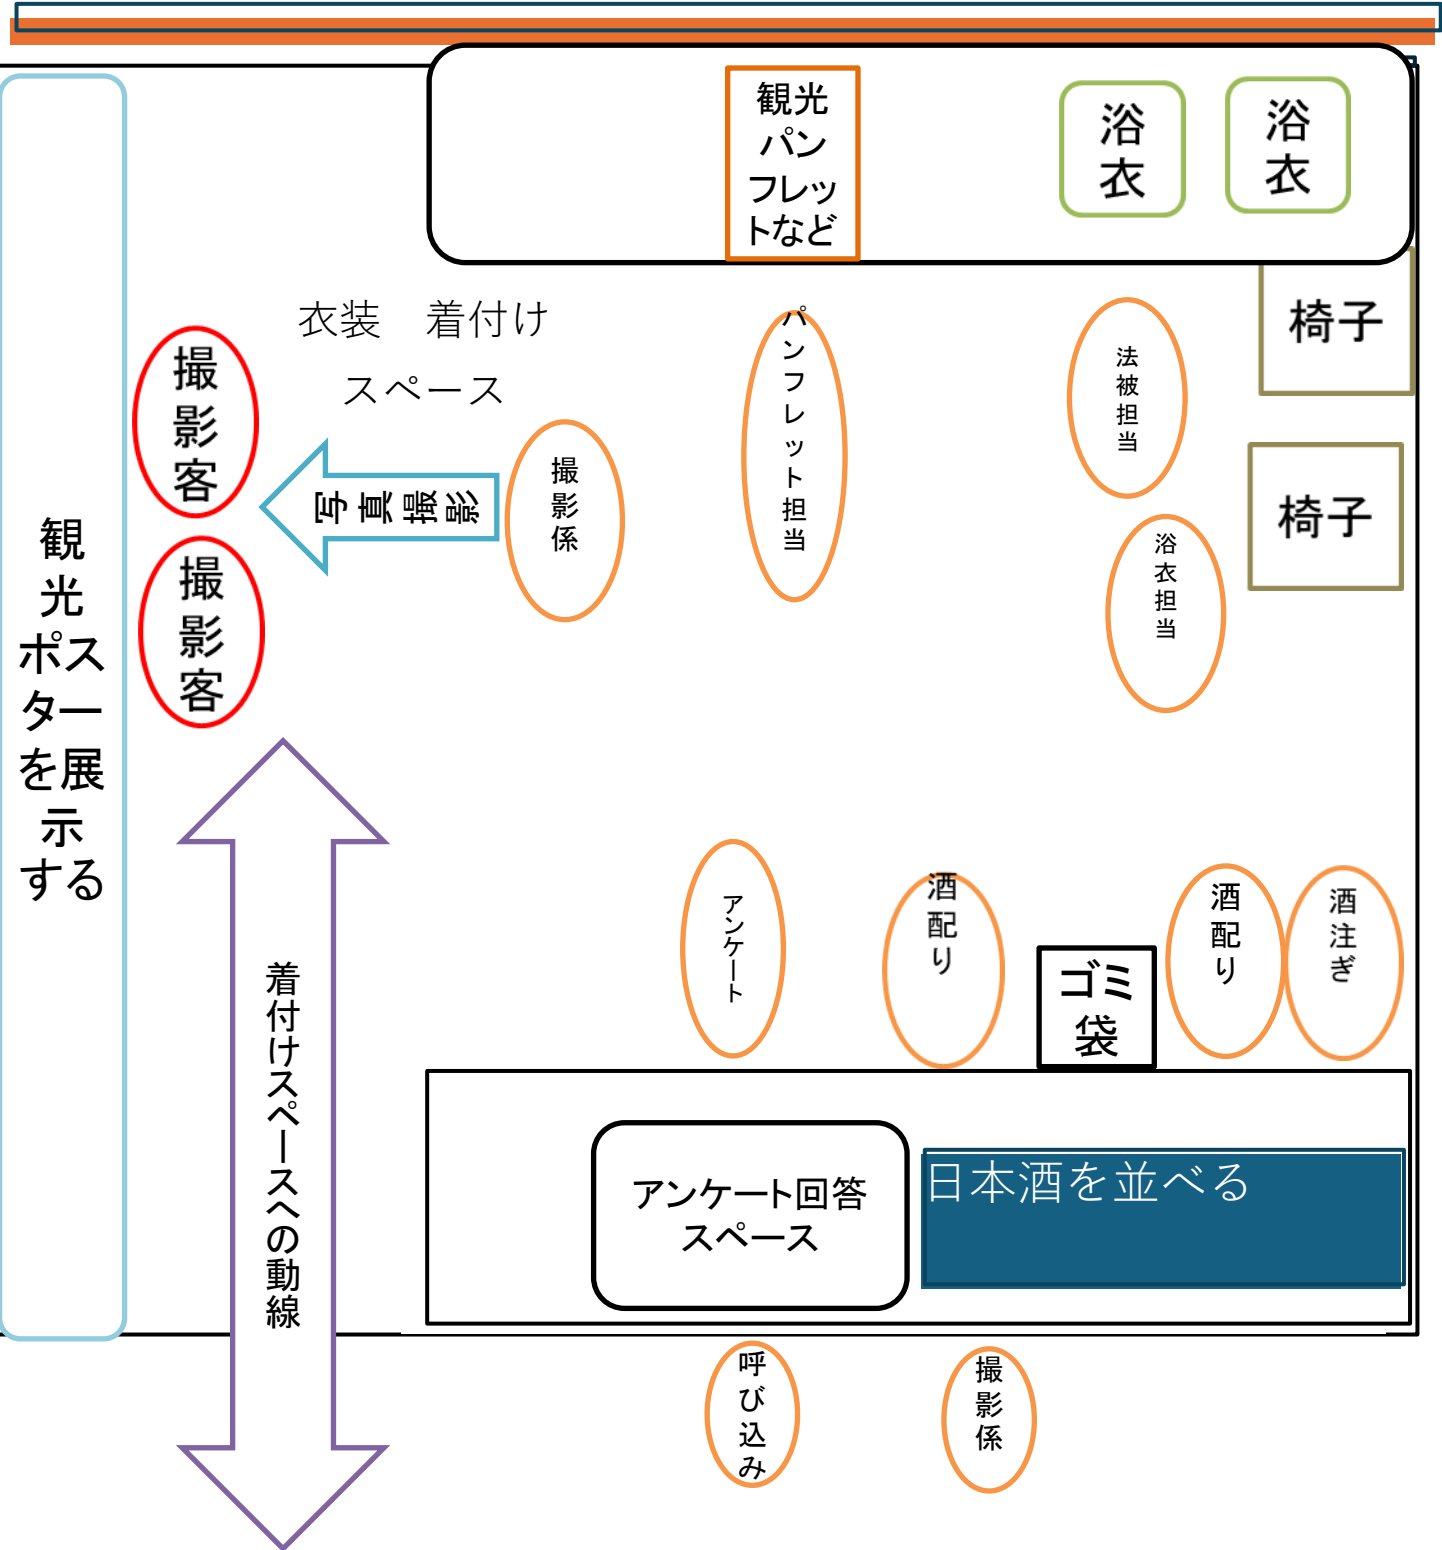 観光
パン
フレッ
トなど
浴
衣
浴
衣
椅子
椅子
衣装　着付け
スペース
撮影客
撮影客
写真撮影
撮影係
パンフレット担当
法被担当
浴衣担当
観
光
ポス
ター
を展
示
する
着付けスペースへの動線
アンケート
酒配り
ゴミ
袋
酒配り
酒注ぎ
アンケート回答
スペース
日本酒を並べる
呼び込み
撮影係